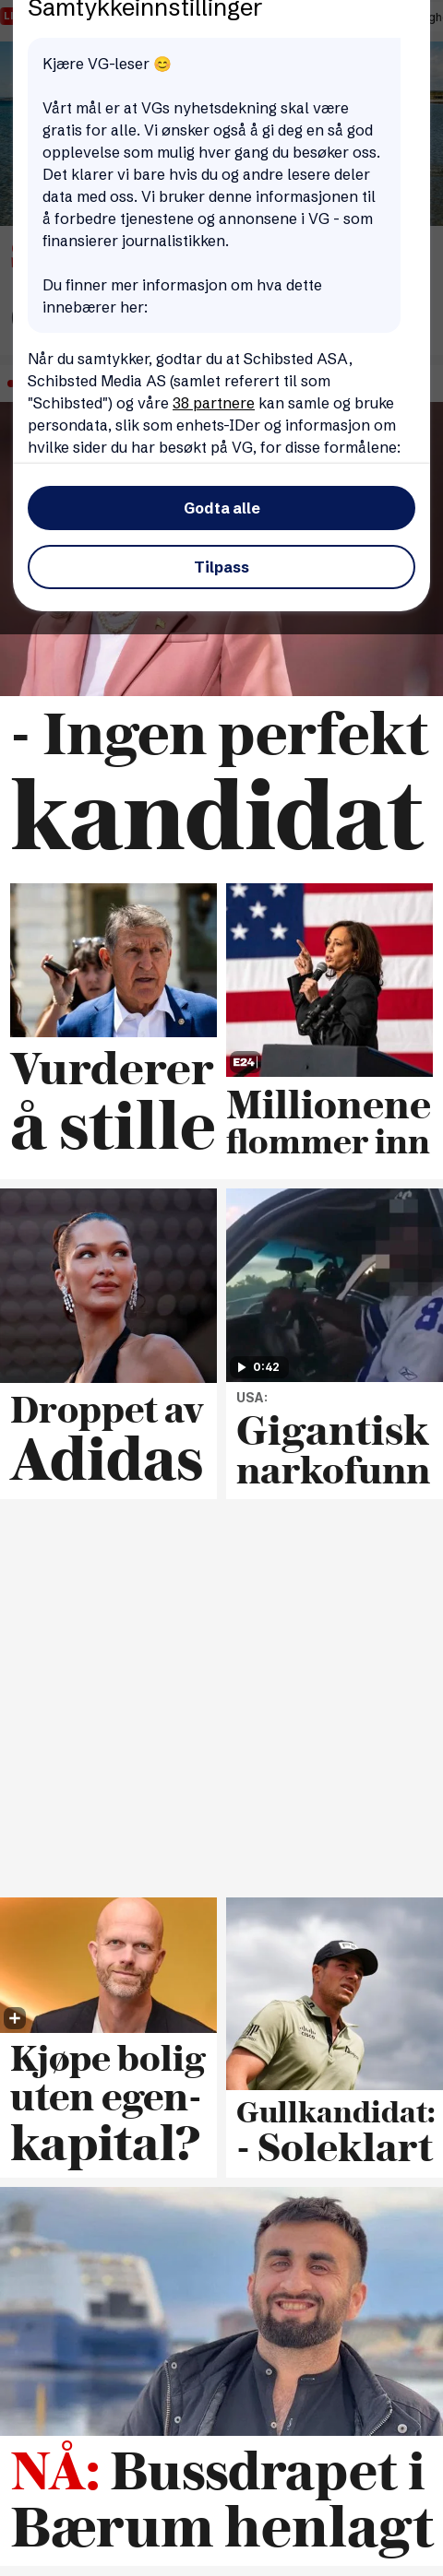 Samtykkeinnstillinger
Kjære VG-leser 😊
Vårt mål er at VGs nyhetsdekning skal være
gratis for alle. Vi ønsker også å gi deg en så god
opplevelse som mulig hver gang du besøker oss.
Det klarer vi bare hvis du og andre lesere deler
data med oss. Vi bruker denne informasjonen til
å forbedre tjenestene og annonsene i VG - som
finansierer journalistikken.
Du finner mer informasjon om hva dette
innebærer her:
Når du samtykker, godtar du at Schibsted ASA,
Schibsted Media AS (samlet referert til som
"Schibsted") og våre 38 partnere kan samle og bruke
persondata, slik som enhets-IDer og informasjon om
hvilke sider du har besøkt på VG, for disse formålene:
Godta alle
Tilpass
- Ingen perfekt
kandidat
E24
Vurderer
å stille
Millionene
flommer inn
0:42
Droppet av
Adidas
USA:
Gigantisk
narkofunn
Kjøpe bolig
uten egen-
kapital?
Gullkandidat:
- Soleklart
NÅ: Bussdrapet i
Bærum henlagt